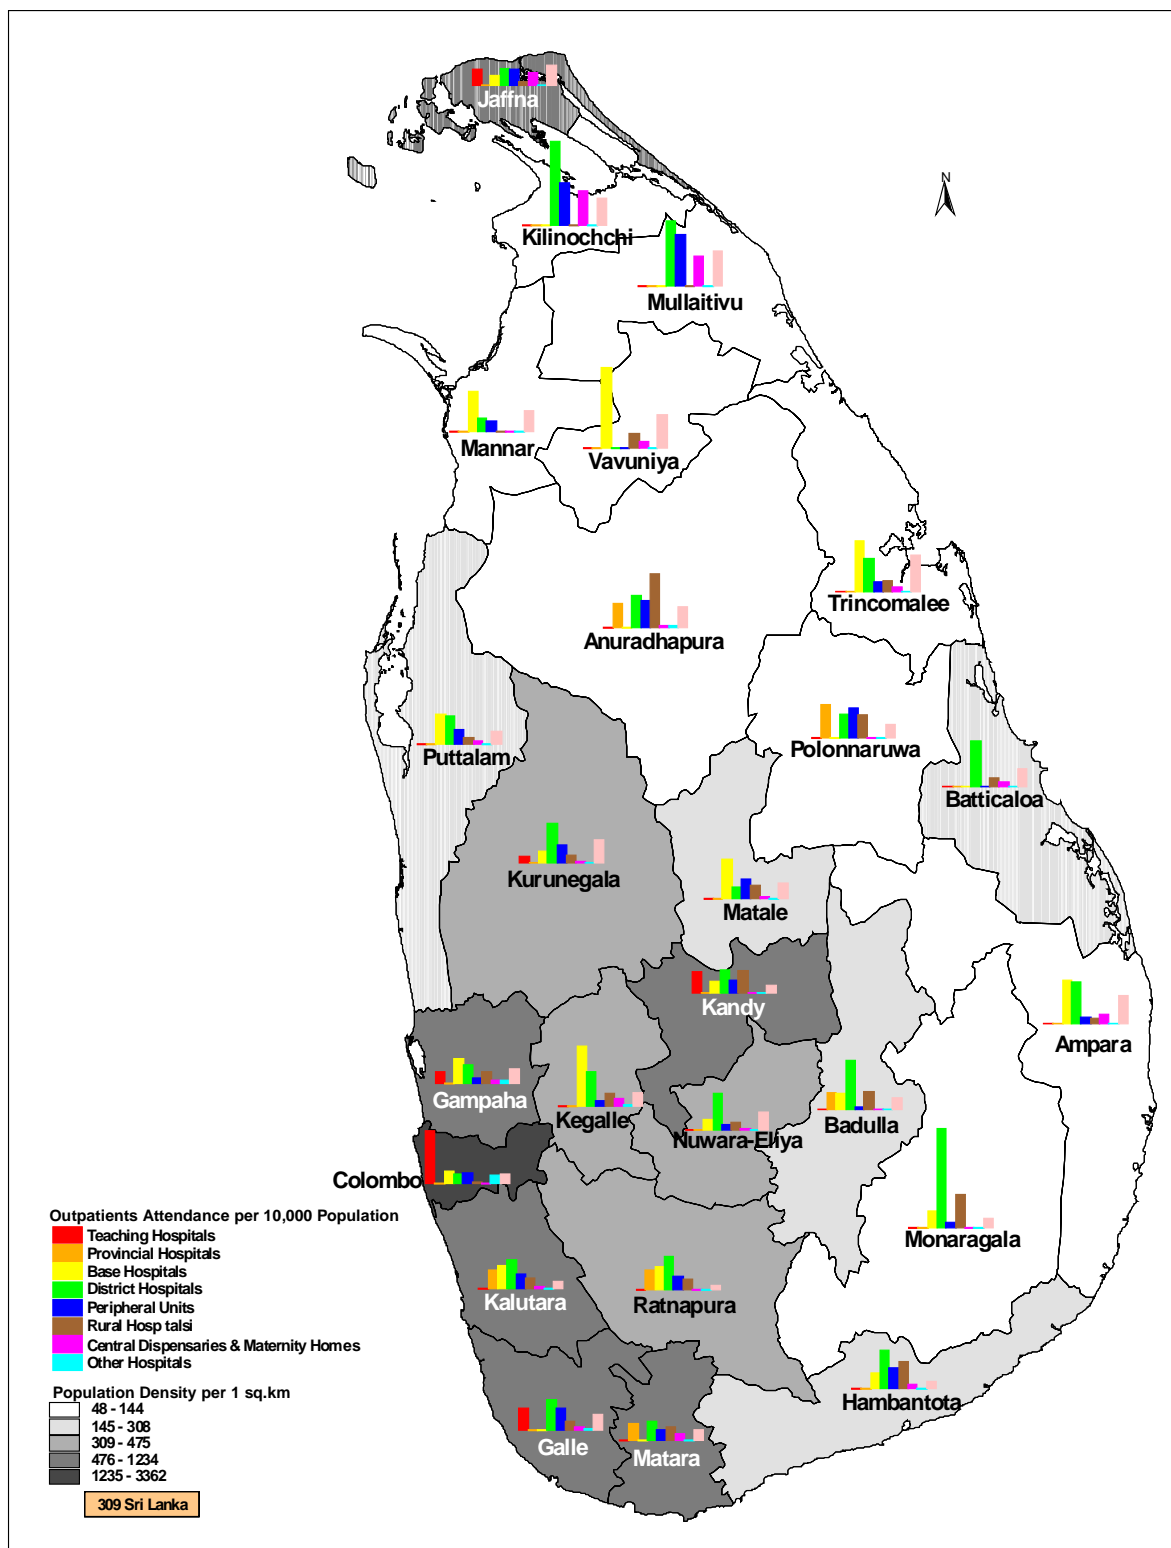 N
Jaffna
Kilinochchi
Mullaitivu
Mannar
Vavuniya
Trincomalee
Anuradhapura
Polonnaruwa
Puttalam
Batticaloa
Kurunegala
Matale
Kandy
Ampara
Gampaha
Kegalle
Badulla
Nuwara-Eliya
Colombo
Monaragala
Kalutara
Ratnapura
Hambantota
Galle
Matara
Outpatients Attendance per 10,000 Population
Teaching Hospitals
Provincial Hospitals
Base Hospitals
District Hospitals
Peripheral Units
Rural Hosp talsi
Central Dispensaries & Maternity Homes
Other Hospitals
Population Density per 1 sq.km
48 - 144
145 - 308
309 - 475
476 - 1234
1235 - 3362
309 Sri Lanka